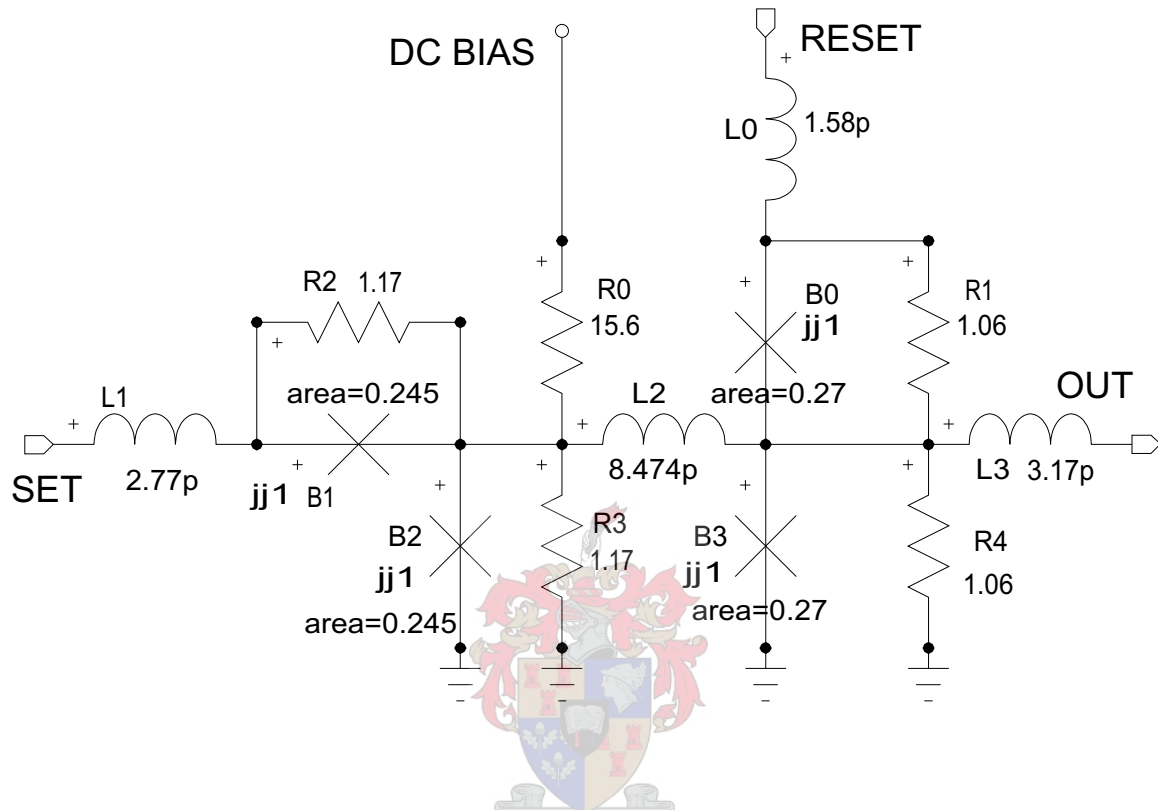 DC BIAS
RESET
+
L0
1.58p
R2 1.17
+
R0
15.6
+
B0
jj1
+
R1
1.06
+
area=0.245
area=0.27
L1
+
2.77p
SET
jj1 B1
+
L2
+
8.474p
OUT
+
L3 3.17p
B2
jj1
area=0.245
+
R3
1.17
+
B3
jj1
area=0.27
+
R4
1.06
+